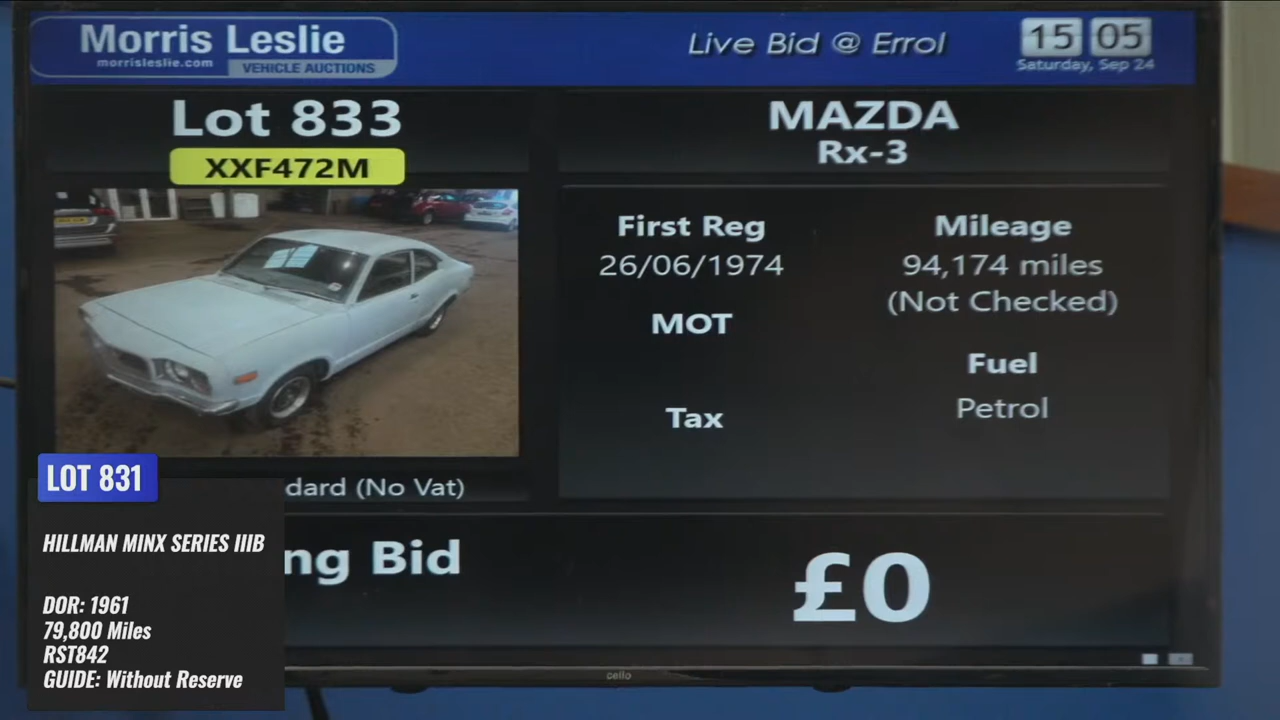 Morris Leslie
morrisleslie.com
VEHICLE AUCTIONS
Live Bid @ Errol
15 05
Saturday, Sep 24
Lot 833
XXF472M
MAZDA
Rx-3
First Reg
26/06/1974
MOT
Tax
Mileage
94,174 miles
(Not Checked)
Fuel
Petrol
dard (No Vat)
ng Bid
£0
cello
LOT 831
HILLMAN MINX SERIES IIIB
DOR: 1961
79,800 Miles
RST842
GUIDE: Without Reserve